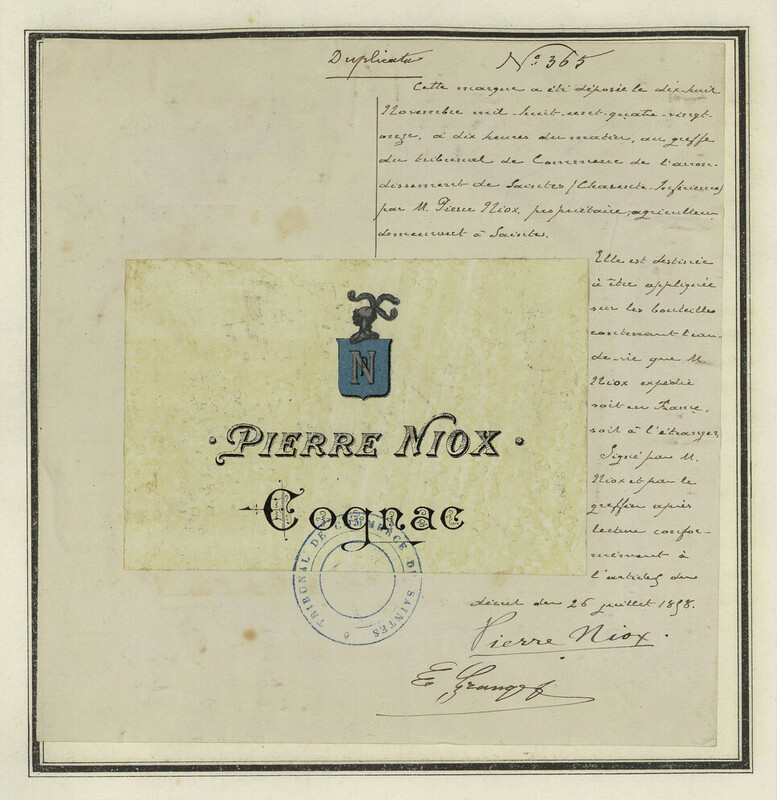 Duplicata
N° 365
Cette marque a été déposée le dix-huit
Novembre mil-huit-cent-quatre-vingt-
onze, à dix heures du matin, au greffe
du tribunal de Commerce de l'arron-
dissement de Saintes (Charente-Inférieure)
par M. Pierre Niox, propriétaire, agriculteur,
demeurant à Saintes.
Elle est destinée
à être appliquée
sur les bouteilles
contenant l'eau-
de-vie que M.
Niox expédie
soit en France,
soit à l'étranger,
Signé par M.
Niox et par le
greffier après
lecture confor-
mément à
l'article du
décret du 26 juillet 1858.
Pierre Niox.
N
· PIERRE NIOX ·
Cognac
TRIBUNAL DE COMMERCE DE SAINTES